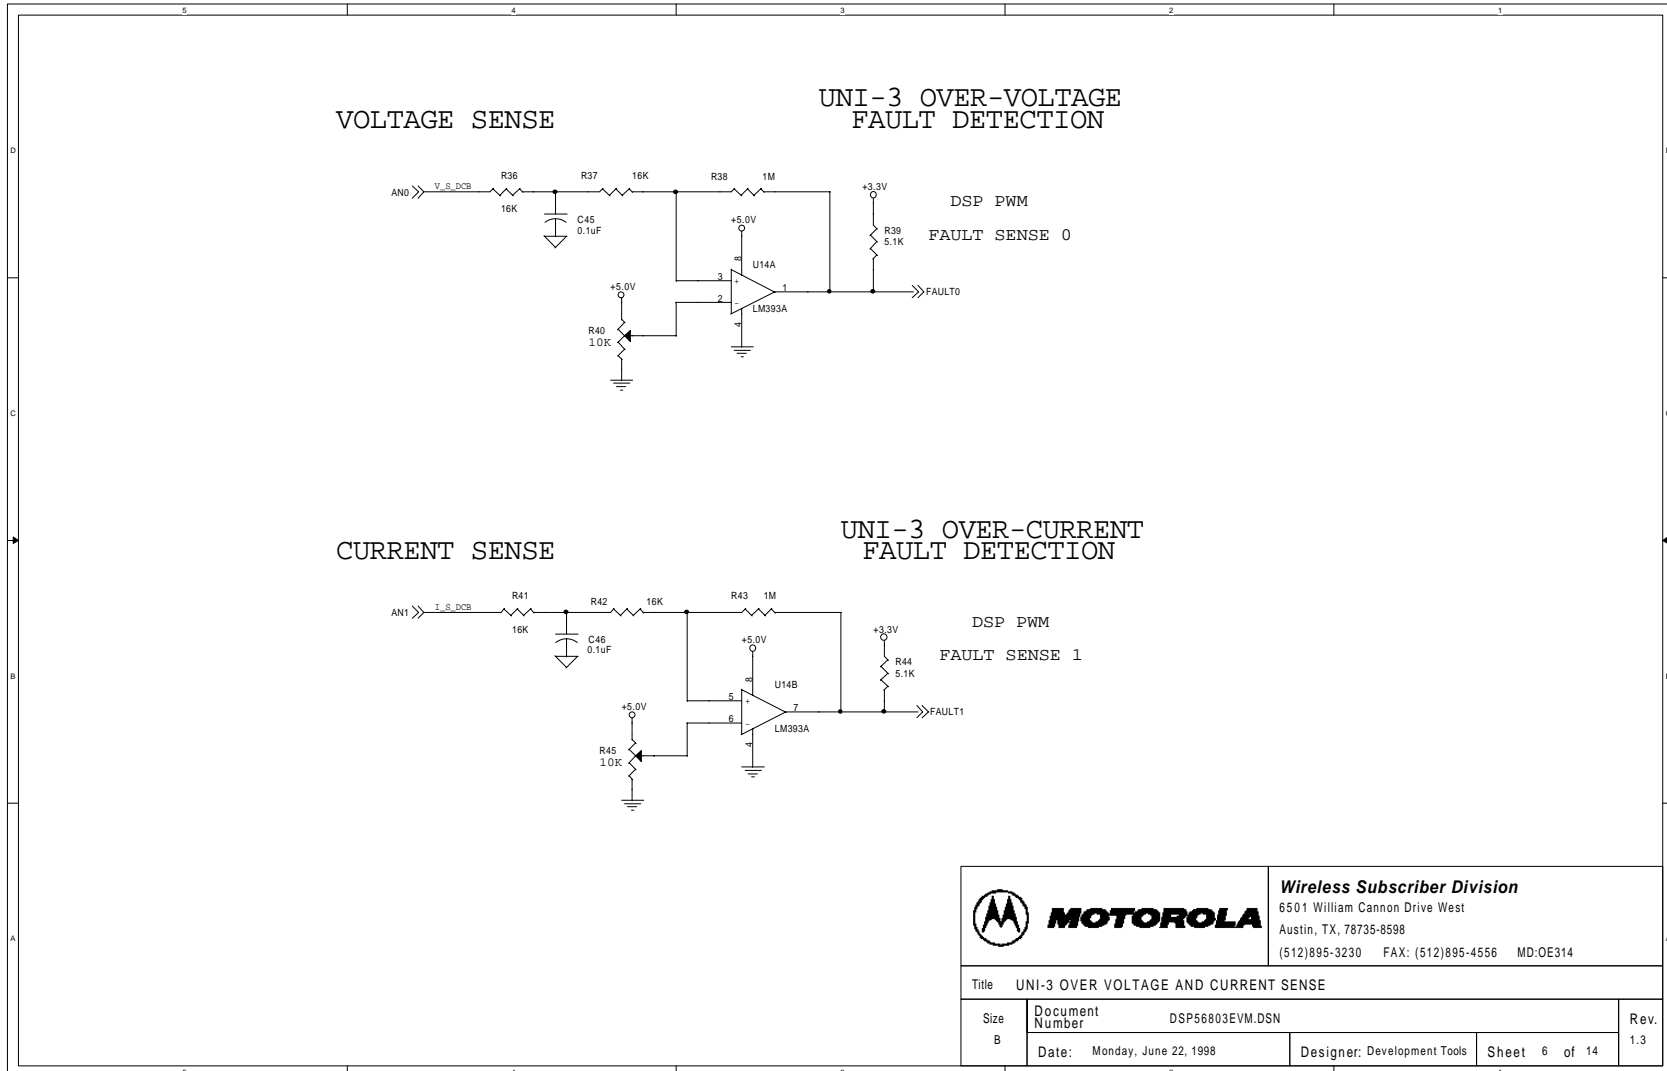 5 4 3 2 1
D
C
B
A
VOLTAGE SENSE
UNI-3 OVER-VOLTAGE
FAULT DETECTION
AN0
V_S_DCB
R36
16K
R37
16K
R38
1M
C45
0.1uF
+5.0V
8
U14A
3
+
2
-
1
4
LM393A
+3.3V
R39
5.1K
DSP PWM
FAULT SENSE 0
FAULT0
+5.0V
R40
10K
CURRENT SENSE
UNI-3 OVER-CURRENT
FAULT DETECTION
AN1
I_S_DCB
R41
16K
R42
16K
R43
1M
C46
0.1uF
+5.0V
8
U14B
5
+
6
-
7
4
LM393A
+3.3V
R44
5.1K
DSP PWM
FAULT SENSE 1
FAULT1
+5.0V
R45
10K
MOTOROLA
Wireless Subscriber Division
6501 William Cannon Drive West
Austin, TX, 78735-8598
(512)895-3230 FAX: (512)895-4556 MD:OE314
Title UNI-3 OVER VOLTAGE AND CURRENT SENSE
Size
B
Document
Number
DSP56803EVM.DSN
Rev.
1.3
Date: Monday, June 22, 1998
Designer: Development Tools
Sheet 6 of 14